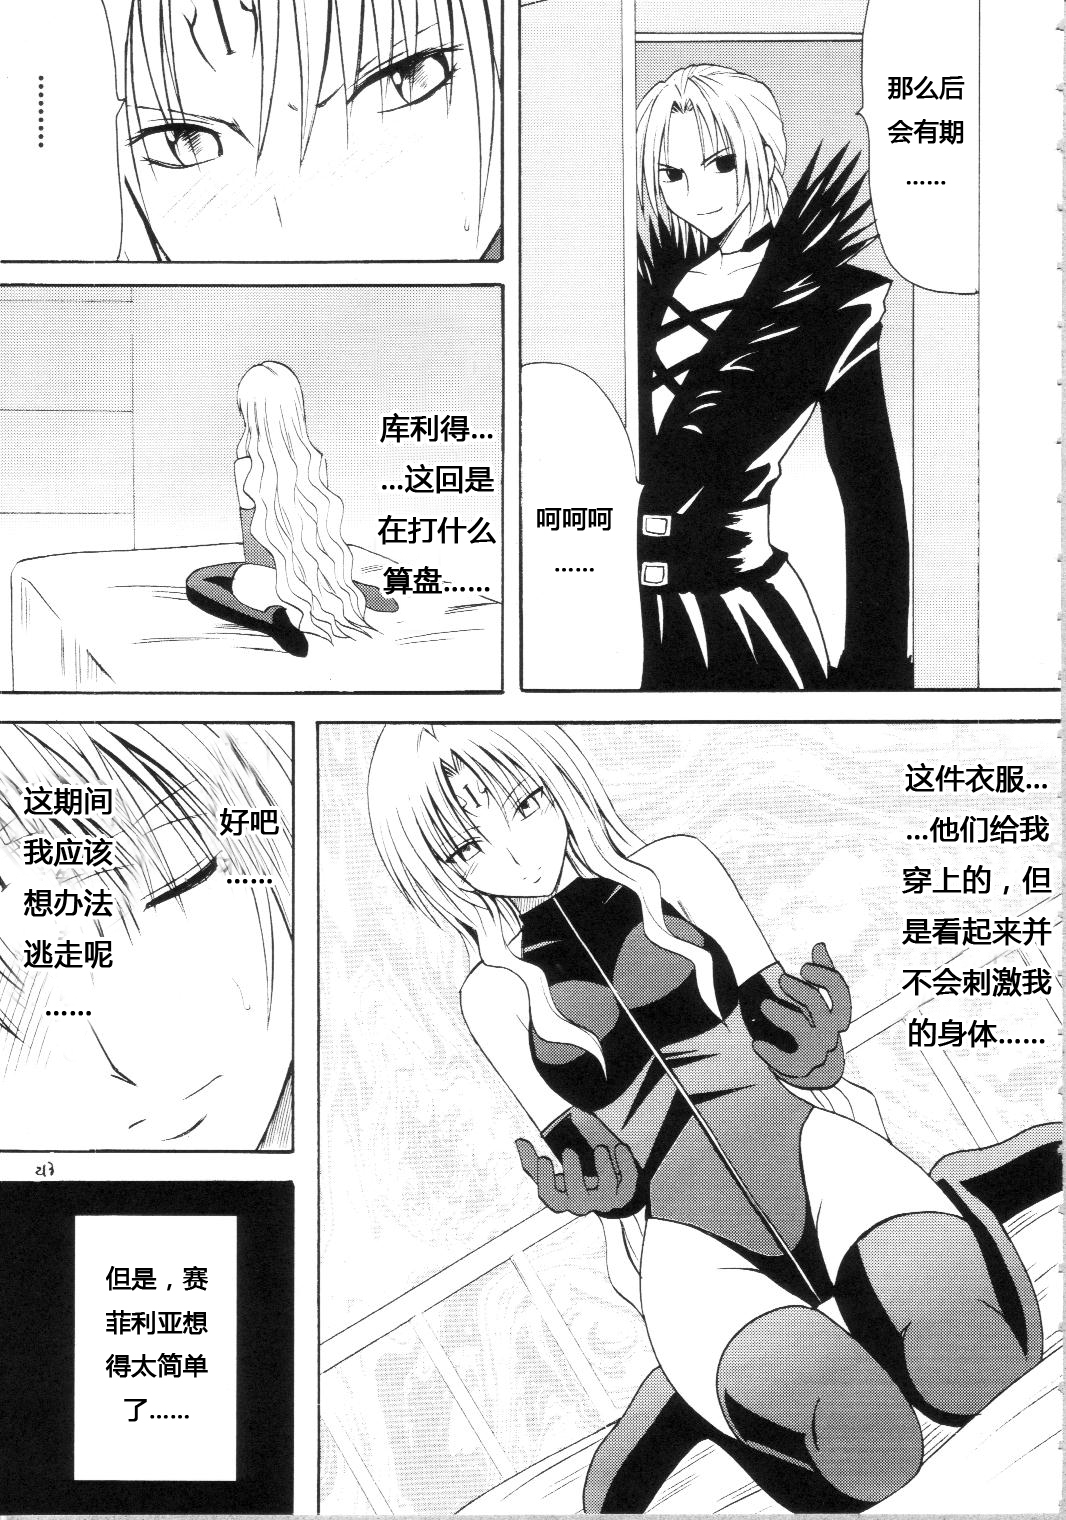 那么后
会有期
……
呵呵呵
……
………
库利得…
…这回是
在打什么
算盘……
这件衣服…
…他们给我
穿上的，但
是看起来并
不会刺激我
的身体……
好吧
……
这期间
我应该
想办法
逃走呢
……
但是，赛
菲利亚想
得太简单
了……